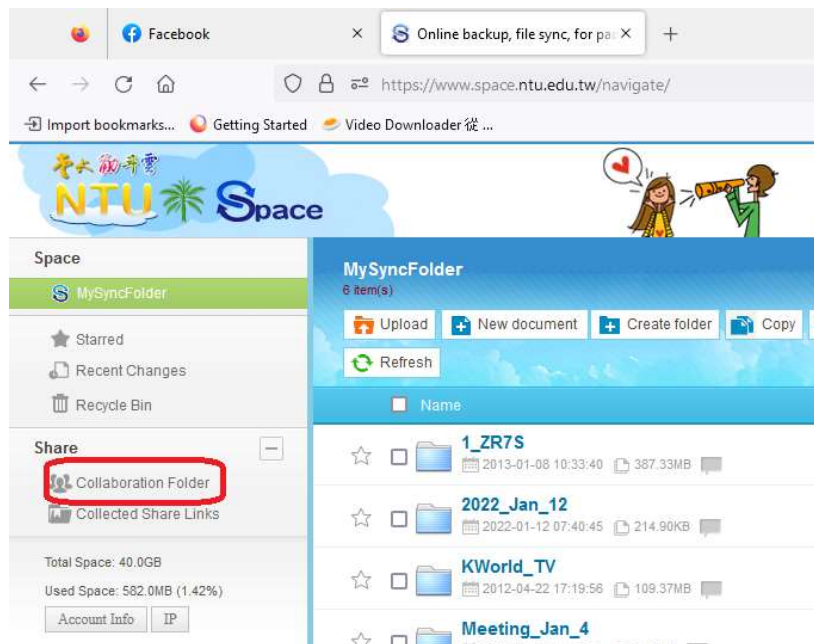 Facebook
Online backup, file sync, for pa
https://www.space.ntu.edu.tw/navigate/
Import bookmarks... Getting Started Video Downloader 從 ...
NTU Space
Space
MySyncFolder
Starred
Recent Changes
Recycle Bin
Share
Collaboration Folder
Collected Share Links
Total Space: 40.0GB
Used Space: 582.0MB (1.42%)
Account Info IP
MySyncFolder
6 item(s)
Upload New document Create folder Copy
Refresh
Name
1_ZR7S
2013-01-08 10:33:40 387.33MB
2022_Jan_12
2022-01-12 07:40:45 214.90KB
KWorld_TV
2012-04-22 17:19:56 109.37MB
Meeting_Jan_4